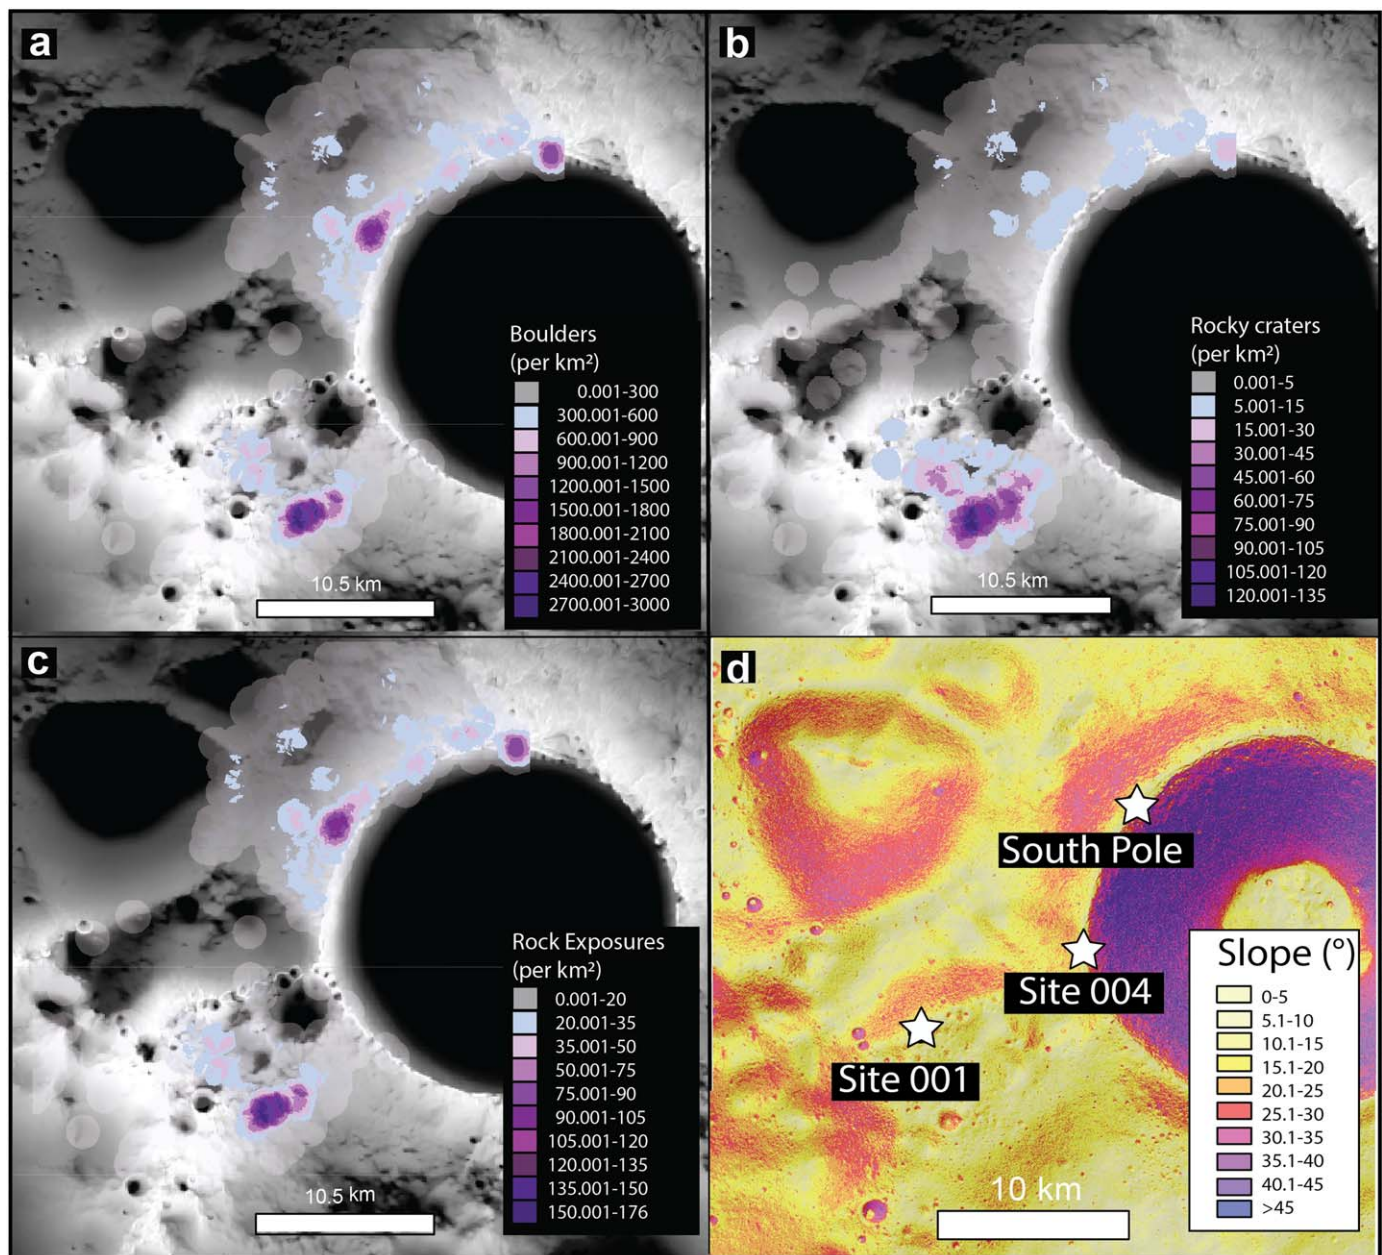 a
Boulders
(per km²)
0.001-300
300.001-600
600.001-900
900.001-1200
1200.001-1500
1500.001-1800
1800.001-2100
2100.001-2400
2400.001-2700
2700.001-3000
10.5 km
b
Rocky craters
(per km²)
0.001-5
5.001-15
15.001-30
30.001-45
45.001-60
60.001-75
75.001-90
90.001-105
105.001-120
120.001-135
10.5 km
c
Rock Exposures
(per km²)
0.001-20
20.001-35
35.001-50
50.001-75
75.001-90
90.001-105
105.001-120
120.001-135
135.001-150
150.001-176
10.5 km
d
South Pole
Site 004
Site 001
Slope (°)
0-5
5.1-10
10.1-15
15.1-20
20.1-25
25.1-30
30.1-35
35.1-40
40.1-45
>45
10 km